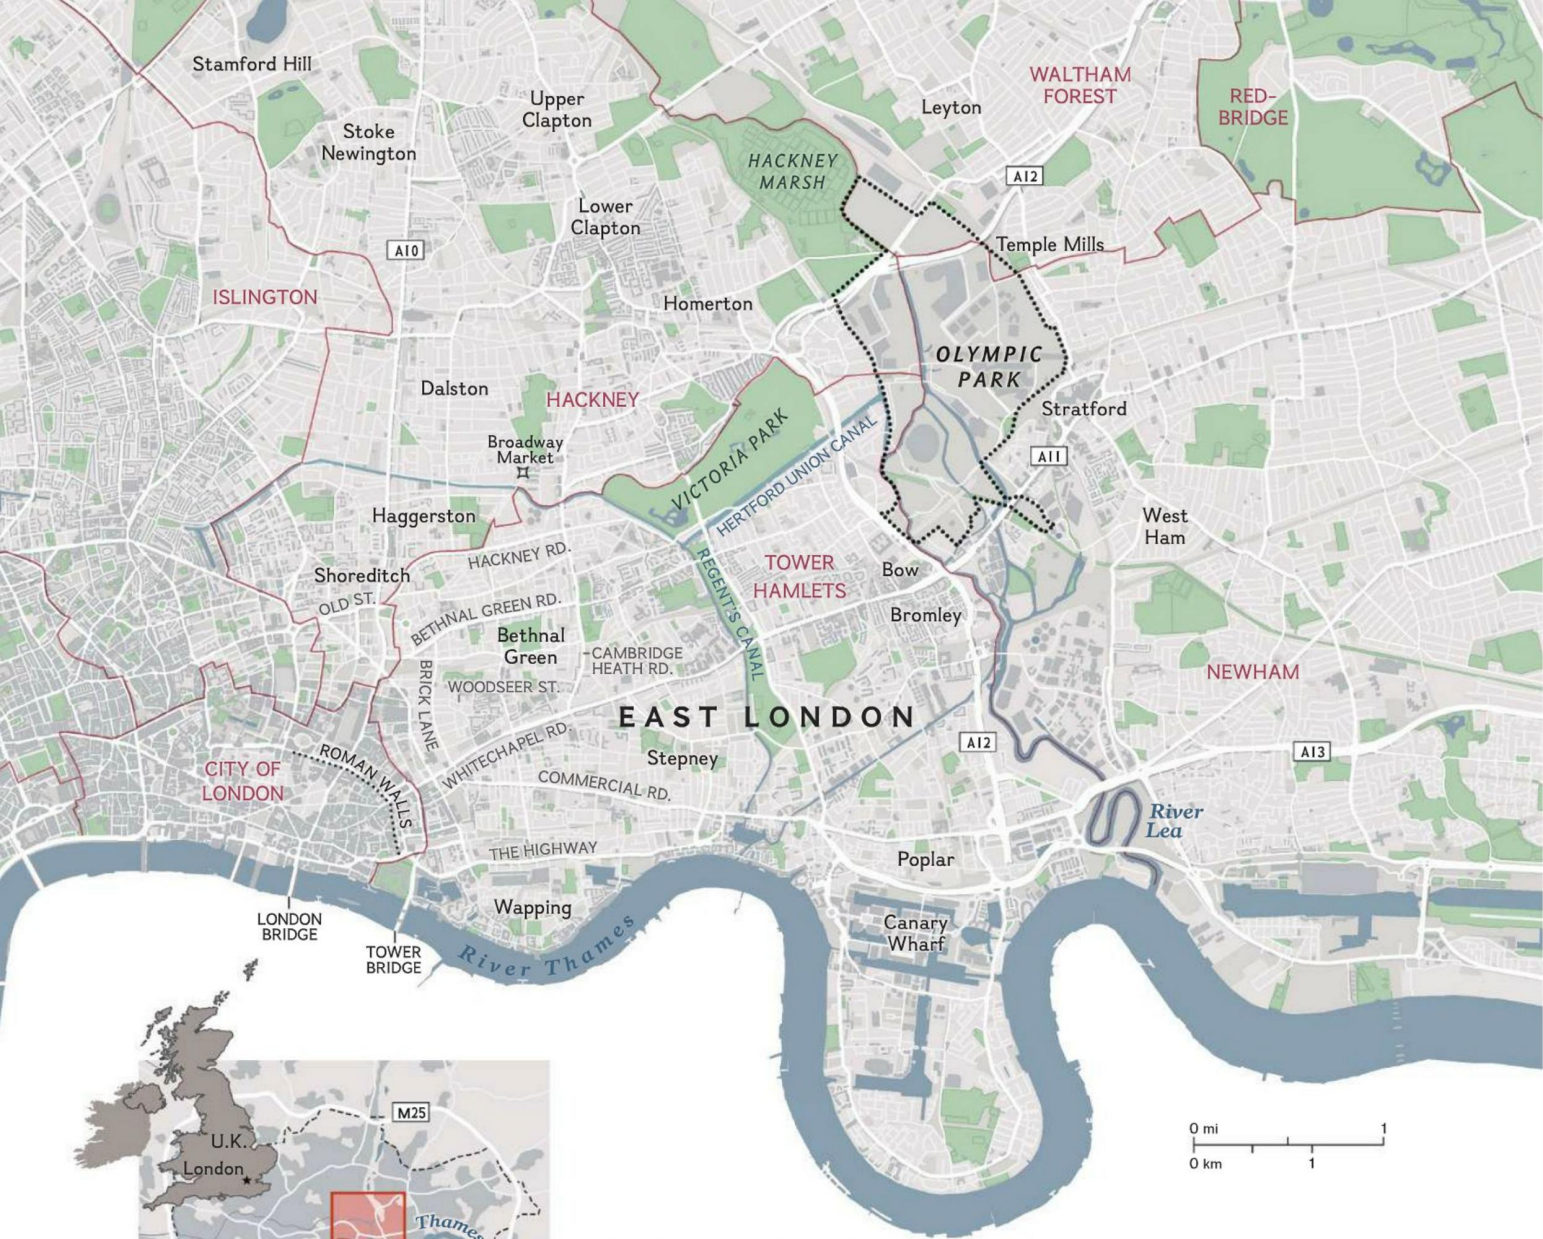 Stamford Hill
WALTHAM
FOREST
RED-
BRIDGE
Upper
Clapton
Leyton
Stoke
Newington
HACKNEY
MARSH
A12
Lower
Clapton
A10
Temple Mills
ISLINGTON
Homerton
OLYMPIC
PARK
Dalston
HACKNEY
Stratford
Broadway
Market
VICTORIA PARK
HERTFORD UNION CANAL
A11
Haggerston
West
Ham
HACKNEY RD.
Shoreditch
OLD ST.
TOWER
HAMLETS
Bow
REGENT'S CANAL
BETHNAL GREEN RD.
Bromley
Bethnal
Green
CAMBRIDGE
HEATH RD.
NEWHAM
BRICK LANE
WOODSEER ST.
EAST LONDON
WHITECHAPEL RD.
A12
A13
ROMAN WALLS
Stepney
CITY OF
LONDON
COMMERCIAL RD.
River
Lea
THE HIGHWAY
Poplar
Wapping
LONDON
BRIDGE
Canary
Wharf
TOWER
BRIDGE
River Thames
M25
U.K.
London
Thames
0 mi 1
0 km 1